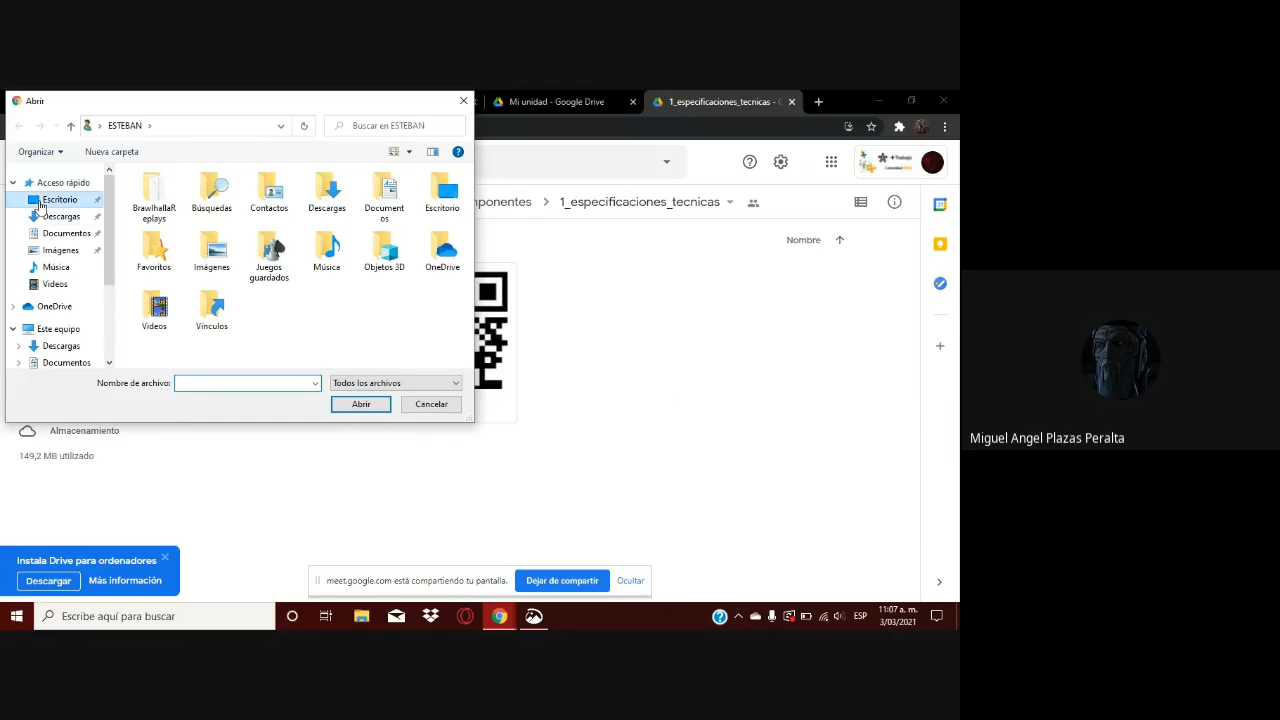 Abrir
Mi unidad - Google Drive
1_especificaciones_tecnicas -
ESTEBAN
Buscar en ESTEBAN
Organizar
Nueva carpeta
Acceso rápido
Escritorio
Descargas
Documentos
Imágenes
Música
Videos
OneDrive
Este equipo
Descargas
Documentos
BrawlhallaR
eplays
Búsquedas
Contactos
Descargas
Document
os
Escritorio
Favoritos
Imágenes
Juegos
guardados
Música
Objetos 3D
OneDrive
Videos
Vínculos
Nombre de archivo:
Todos los archivos
Abrir
Cancelar
+Trabajo
ponentes
1_especificaciones_tecnicas
Nombre
Almacenamiento
149,2 MB utilizado
Instala Drive para ordenadores
Descargar
Más información
meet.google.com está compartiendo tu pantalla.
Dejar de compartir
Ocultar
Escribe aquí para buscar
ESP
11:07 a. m.
3/03/2021
Miguel Angel Plazas Peralta